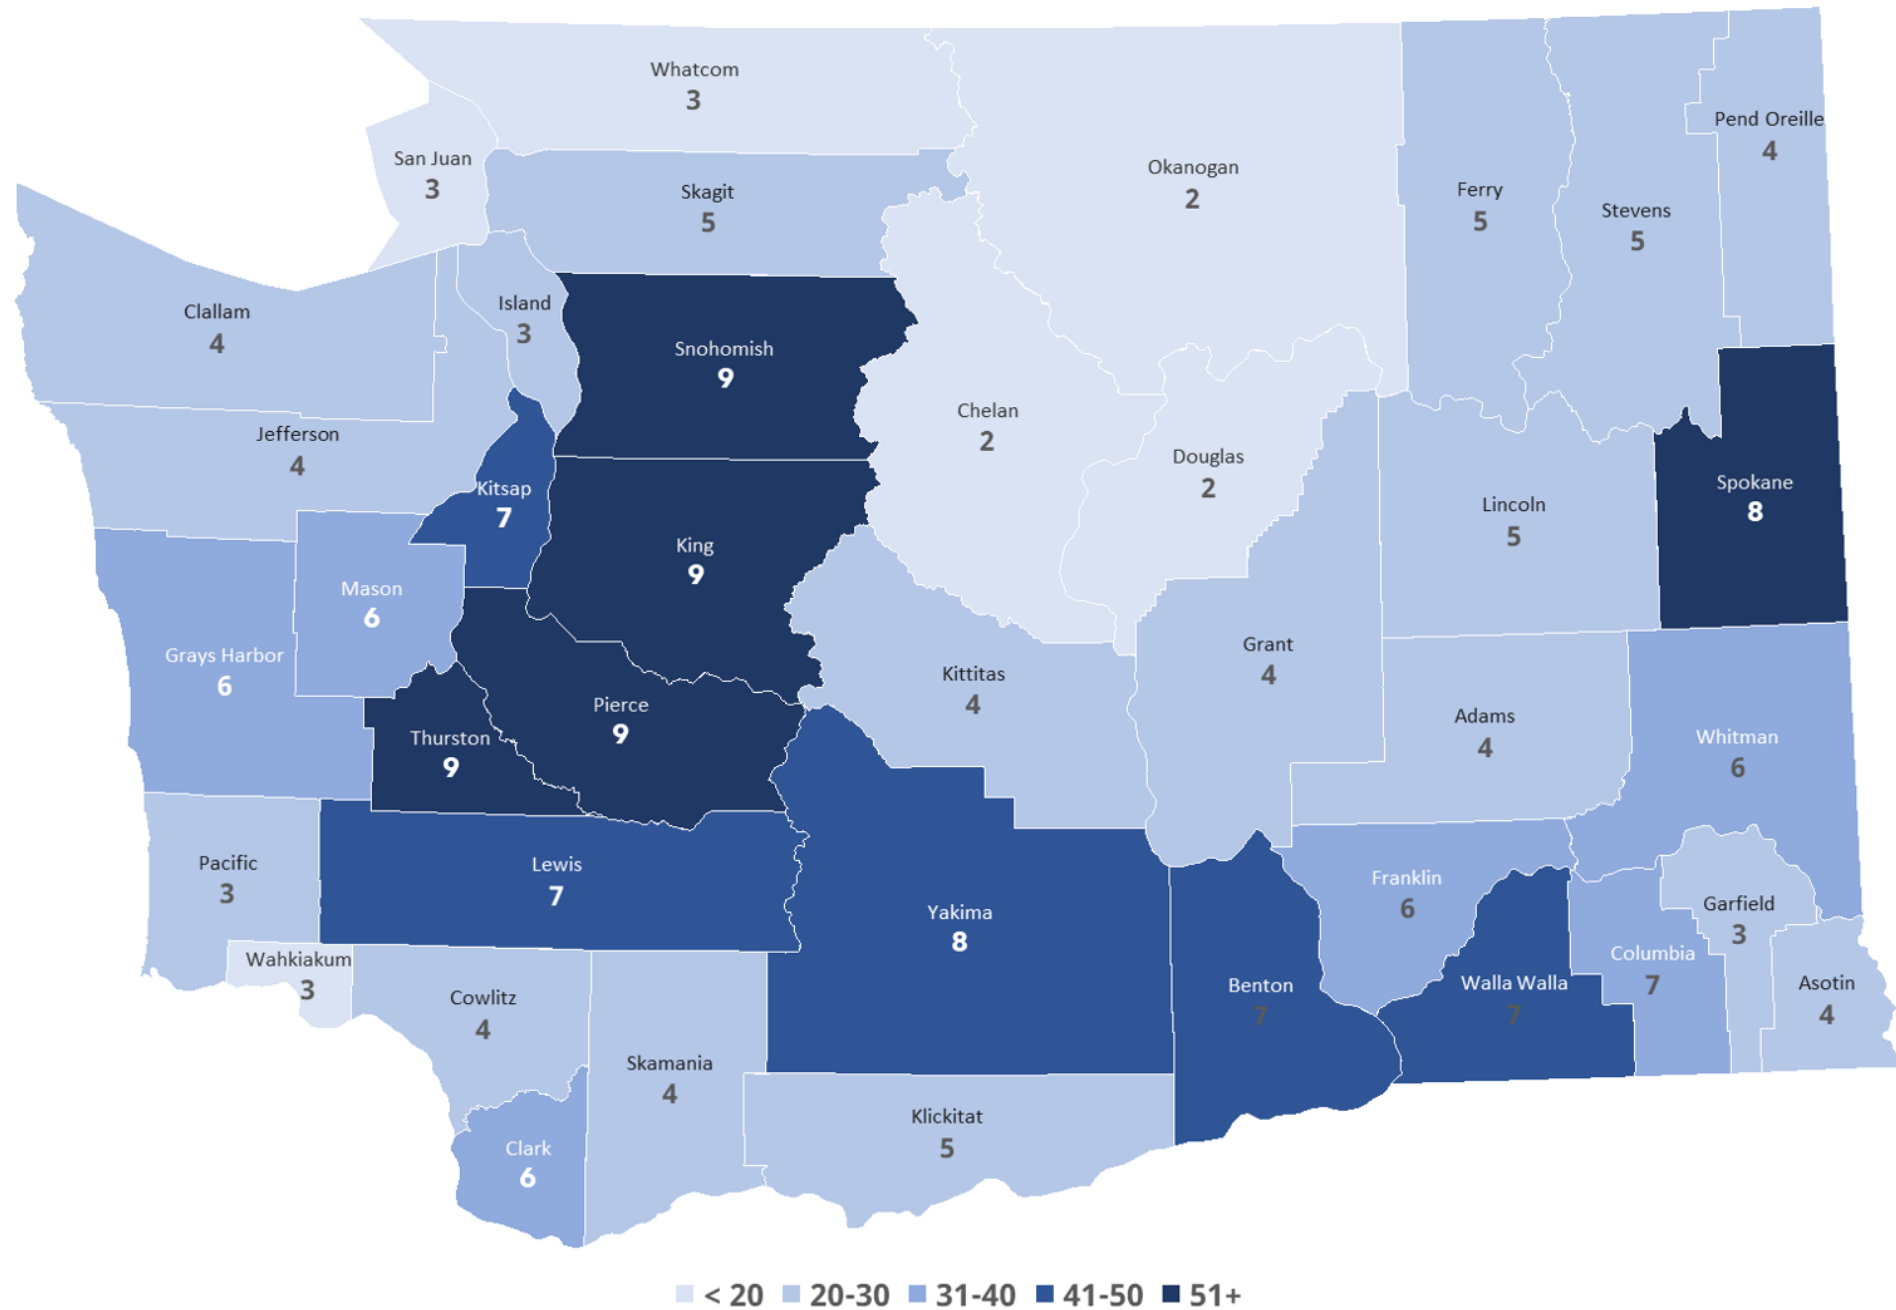 Whatcom
3
San Juan
3
Skagit
5
Okanogan
2
Ferry
5
Stevens
5
Pend Oreille
4
Clallam
4
Island
3
Snohomish
9
Chelan
2
Jefferson
4
Kitsap
7
Douglas
2
Lincoln
5
Spokane
8
King
9
Mason
6
Grays Harbor
6
Kittitas
4
Grant
4
Pierce
9
Thurston
9
Adams
4
Whitman
6
Pacific
3
Lewis
7
Yakima
8
Franklin
6
Garfield
3
Wahkiakum
3
Cowlitz
4
Benton
7
Walla Walla
7
Columbia
7
Asotin
4
Skamania
4
Klickitat
5
Clark
6
< 20 20-30 31-40 41-50 51+